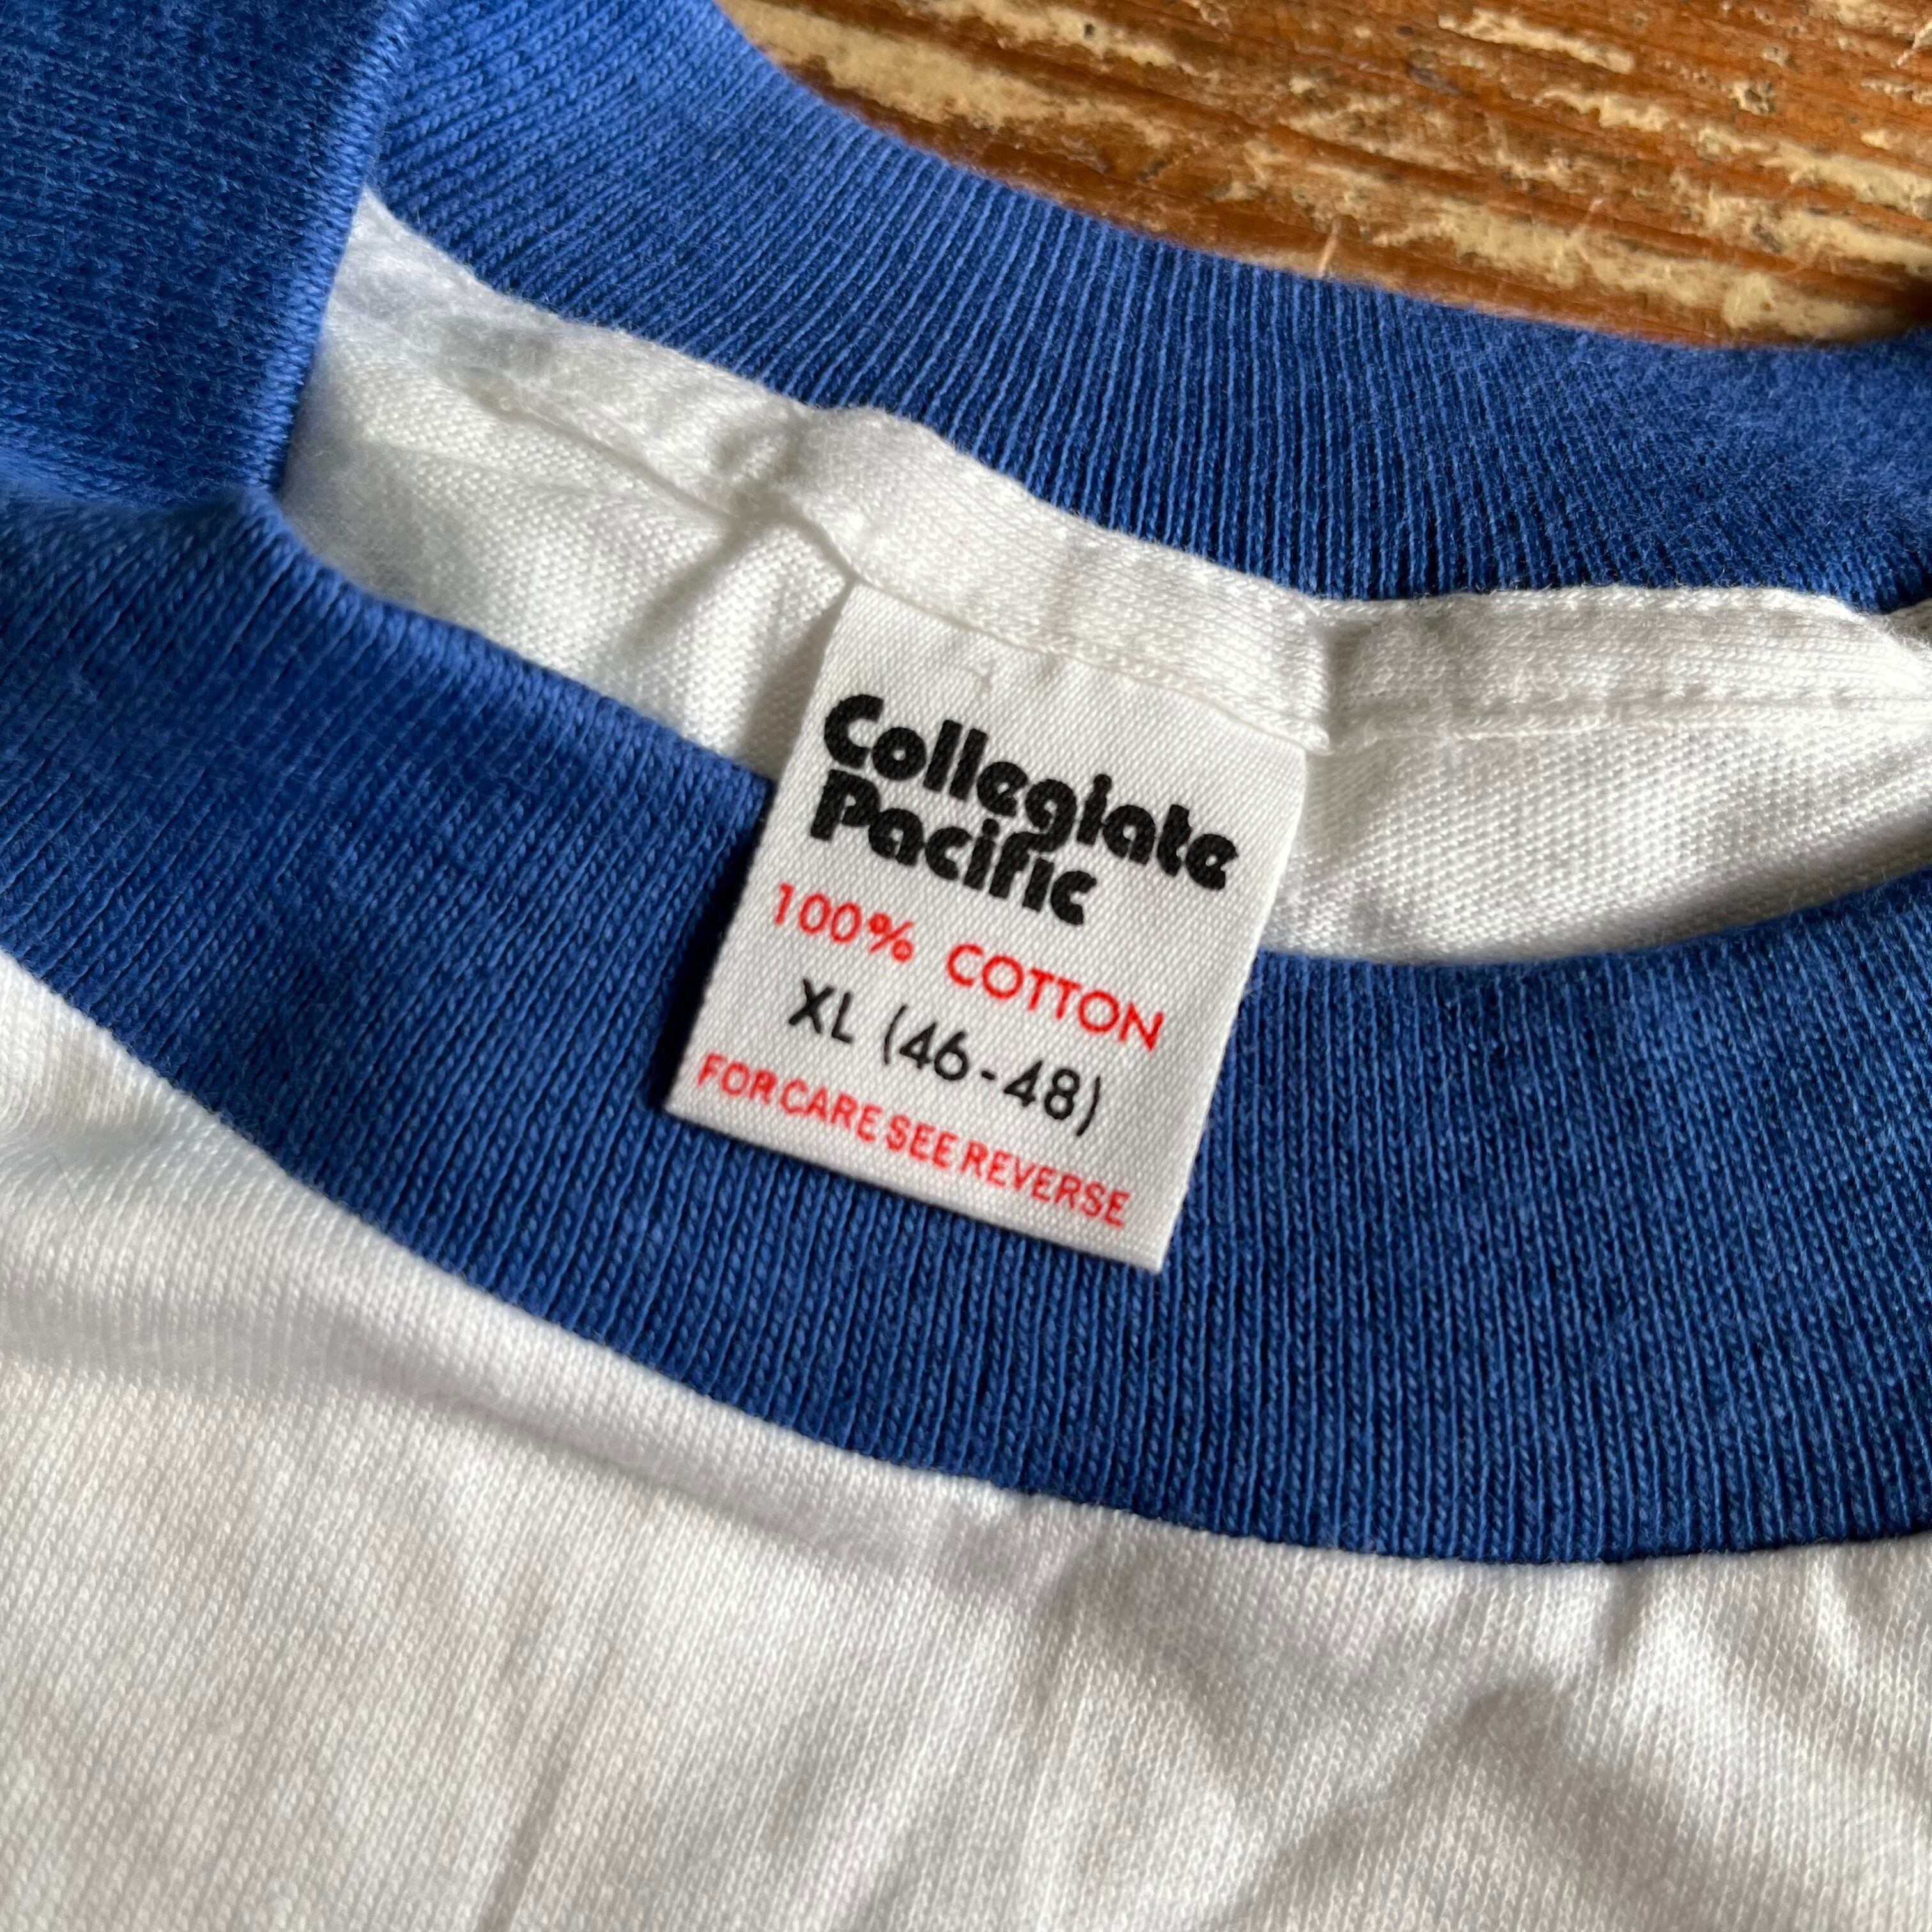 Collegiate
Pacific
100% COTTON
XL (46-48)
FOR CARE SEE REVERSE